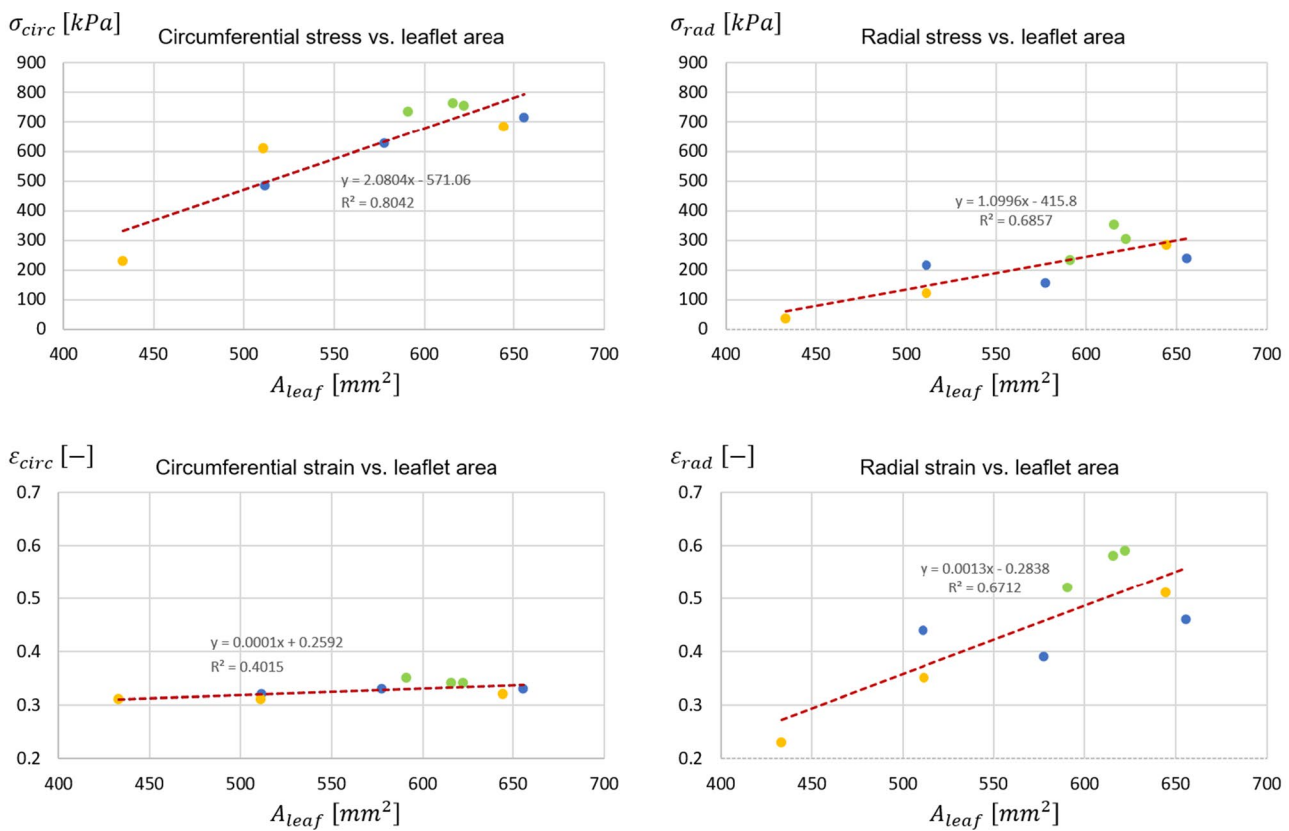 σcirc [kPa]
Circumferential stress vs. leaflet area
900
800
700
600
500
400
300
200
100
0
y = 2.0804x - 571.06
R² = 0.8042
400 450 500 550 600 650 700
Aleaf [mm²]
σrad [kPa]
Radial stress vs. leaflet area
900
800
700
600
500
400
300
200
100
0
y = 1.0996x - 415.8
R² = 0.6857
400 450 500 550 600 650 700
Aleaf [mm²]
εcirc [−]
Circumferential strain vs. leaflet area
0.7
0.6
0.5
0.4
0.3
0.2
y = 0.0001x + 0.2592
R² = 0.4015
400 450 500 550 600 650 700
Aleaf [mm²]
εrad [−]
Radial strain vs. leaflet area
0.7
0.6
0.5
0.4
0.3
0.2
y = 0.0013x - 0.2838
R² = 0.6712
400 450 500 550 600 650 700
Aleaf [mm²]